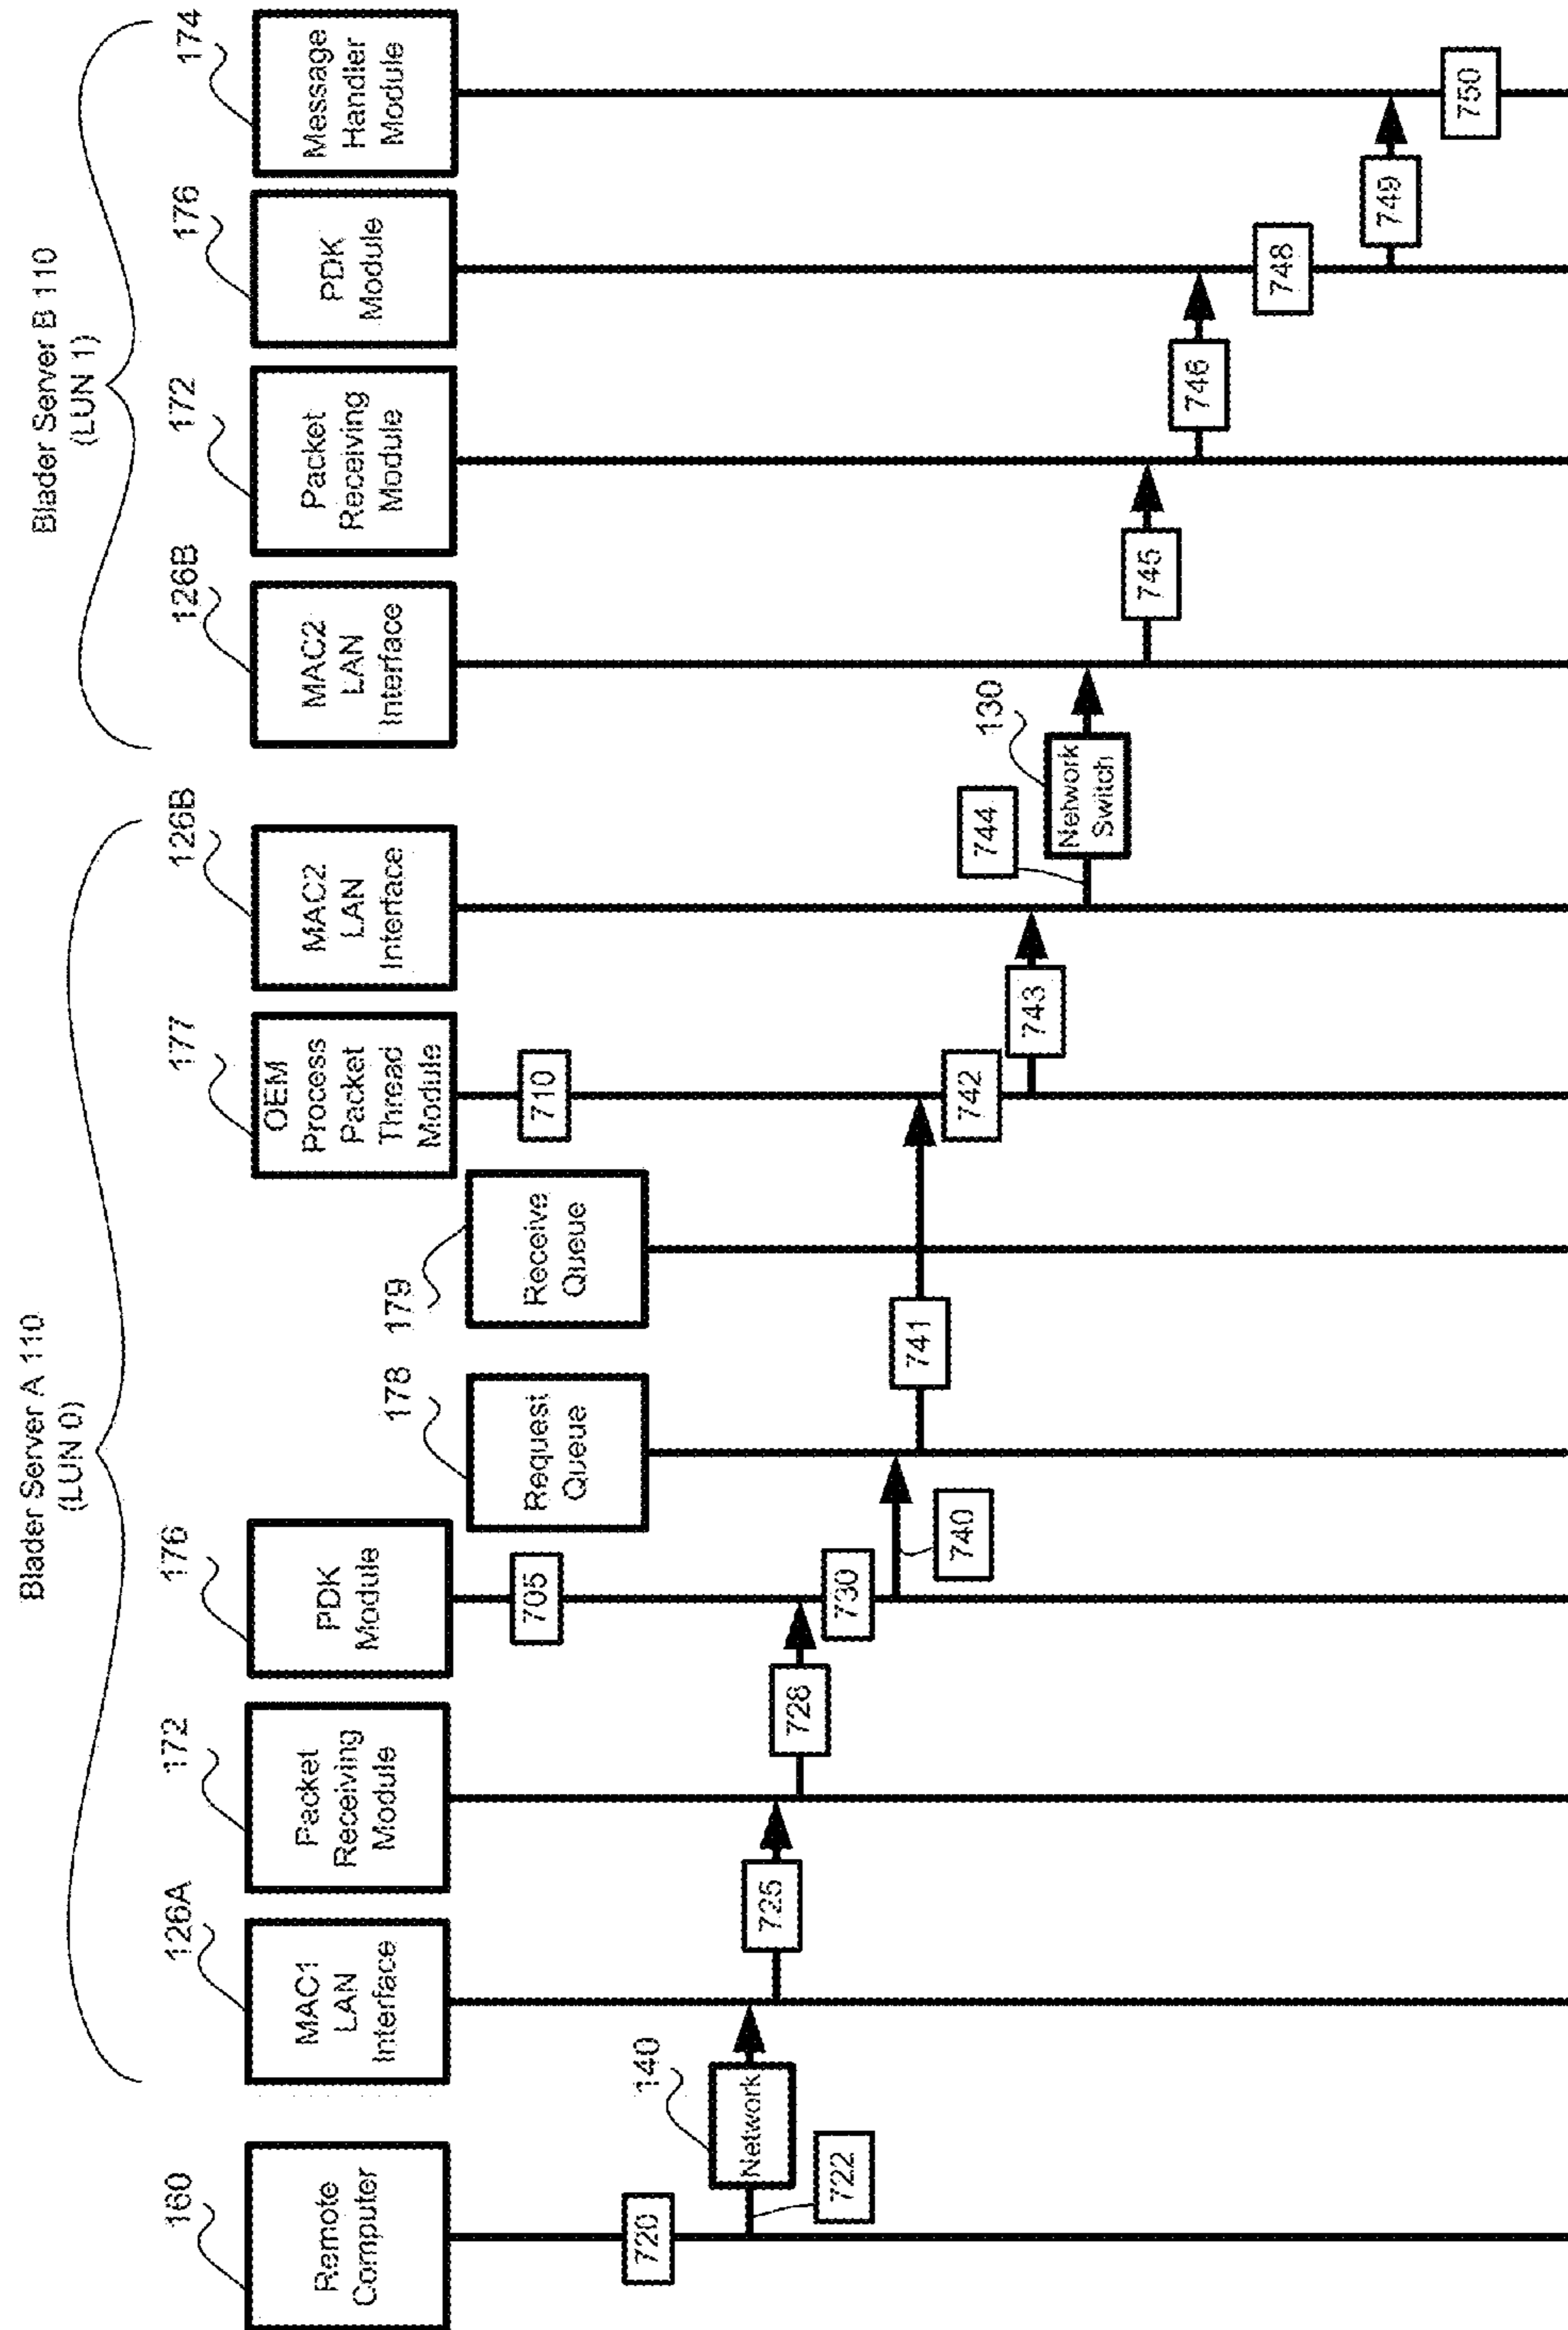 Blader Server A 110
(LUN 0)
Blader Server B 110
(LUN 1)
160
126A
172
176
178
179
177
126B
126B
172
176
174
Remote
Computer
MAC1
LAN
Interface
Packet
Receiving
Module
PDK
Module
Request
Queue
Receive
Queue
OEM
Process
Packet
Thread
Module
MAC2
LAN
Interface
MAC2
LAN
Interface
Packet
Receiving
Module
PDK
Module
Message
Handler
Module
705
710
720
140
Network
722
725
728
730
740
741
742
743
744
130
Network
Switch
745
746
748
749
750